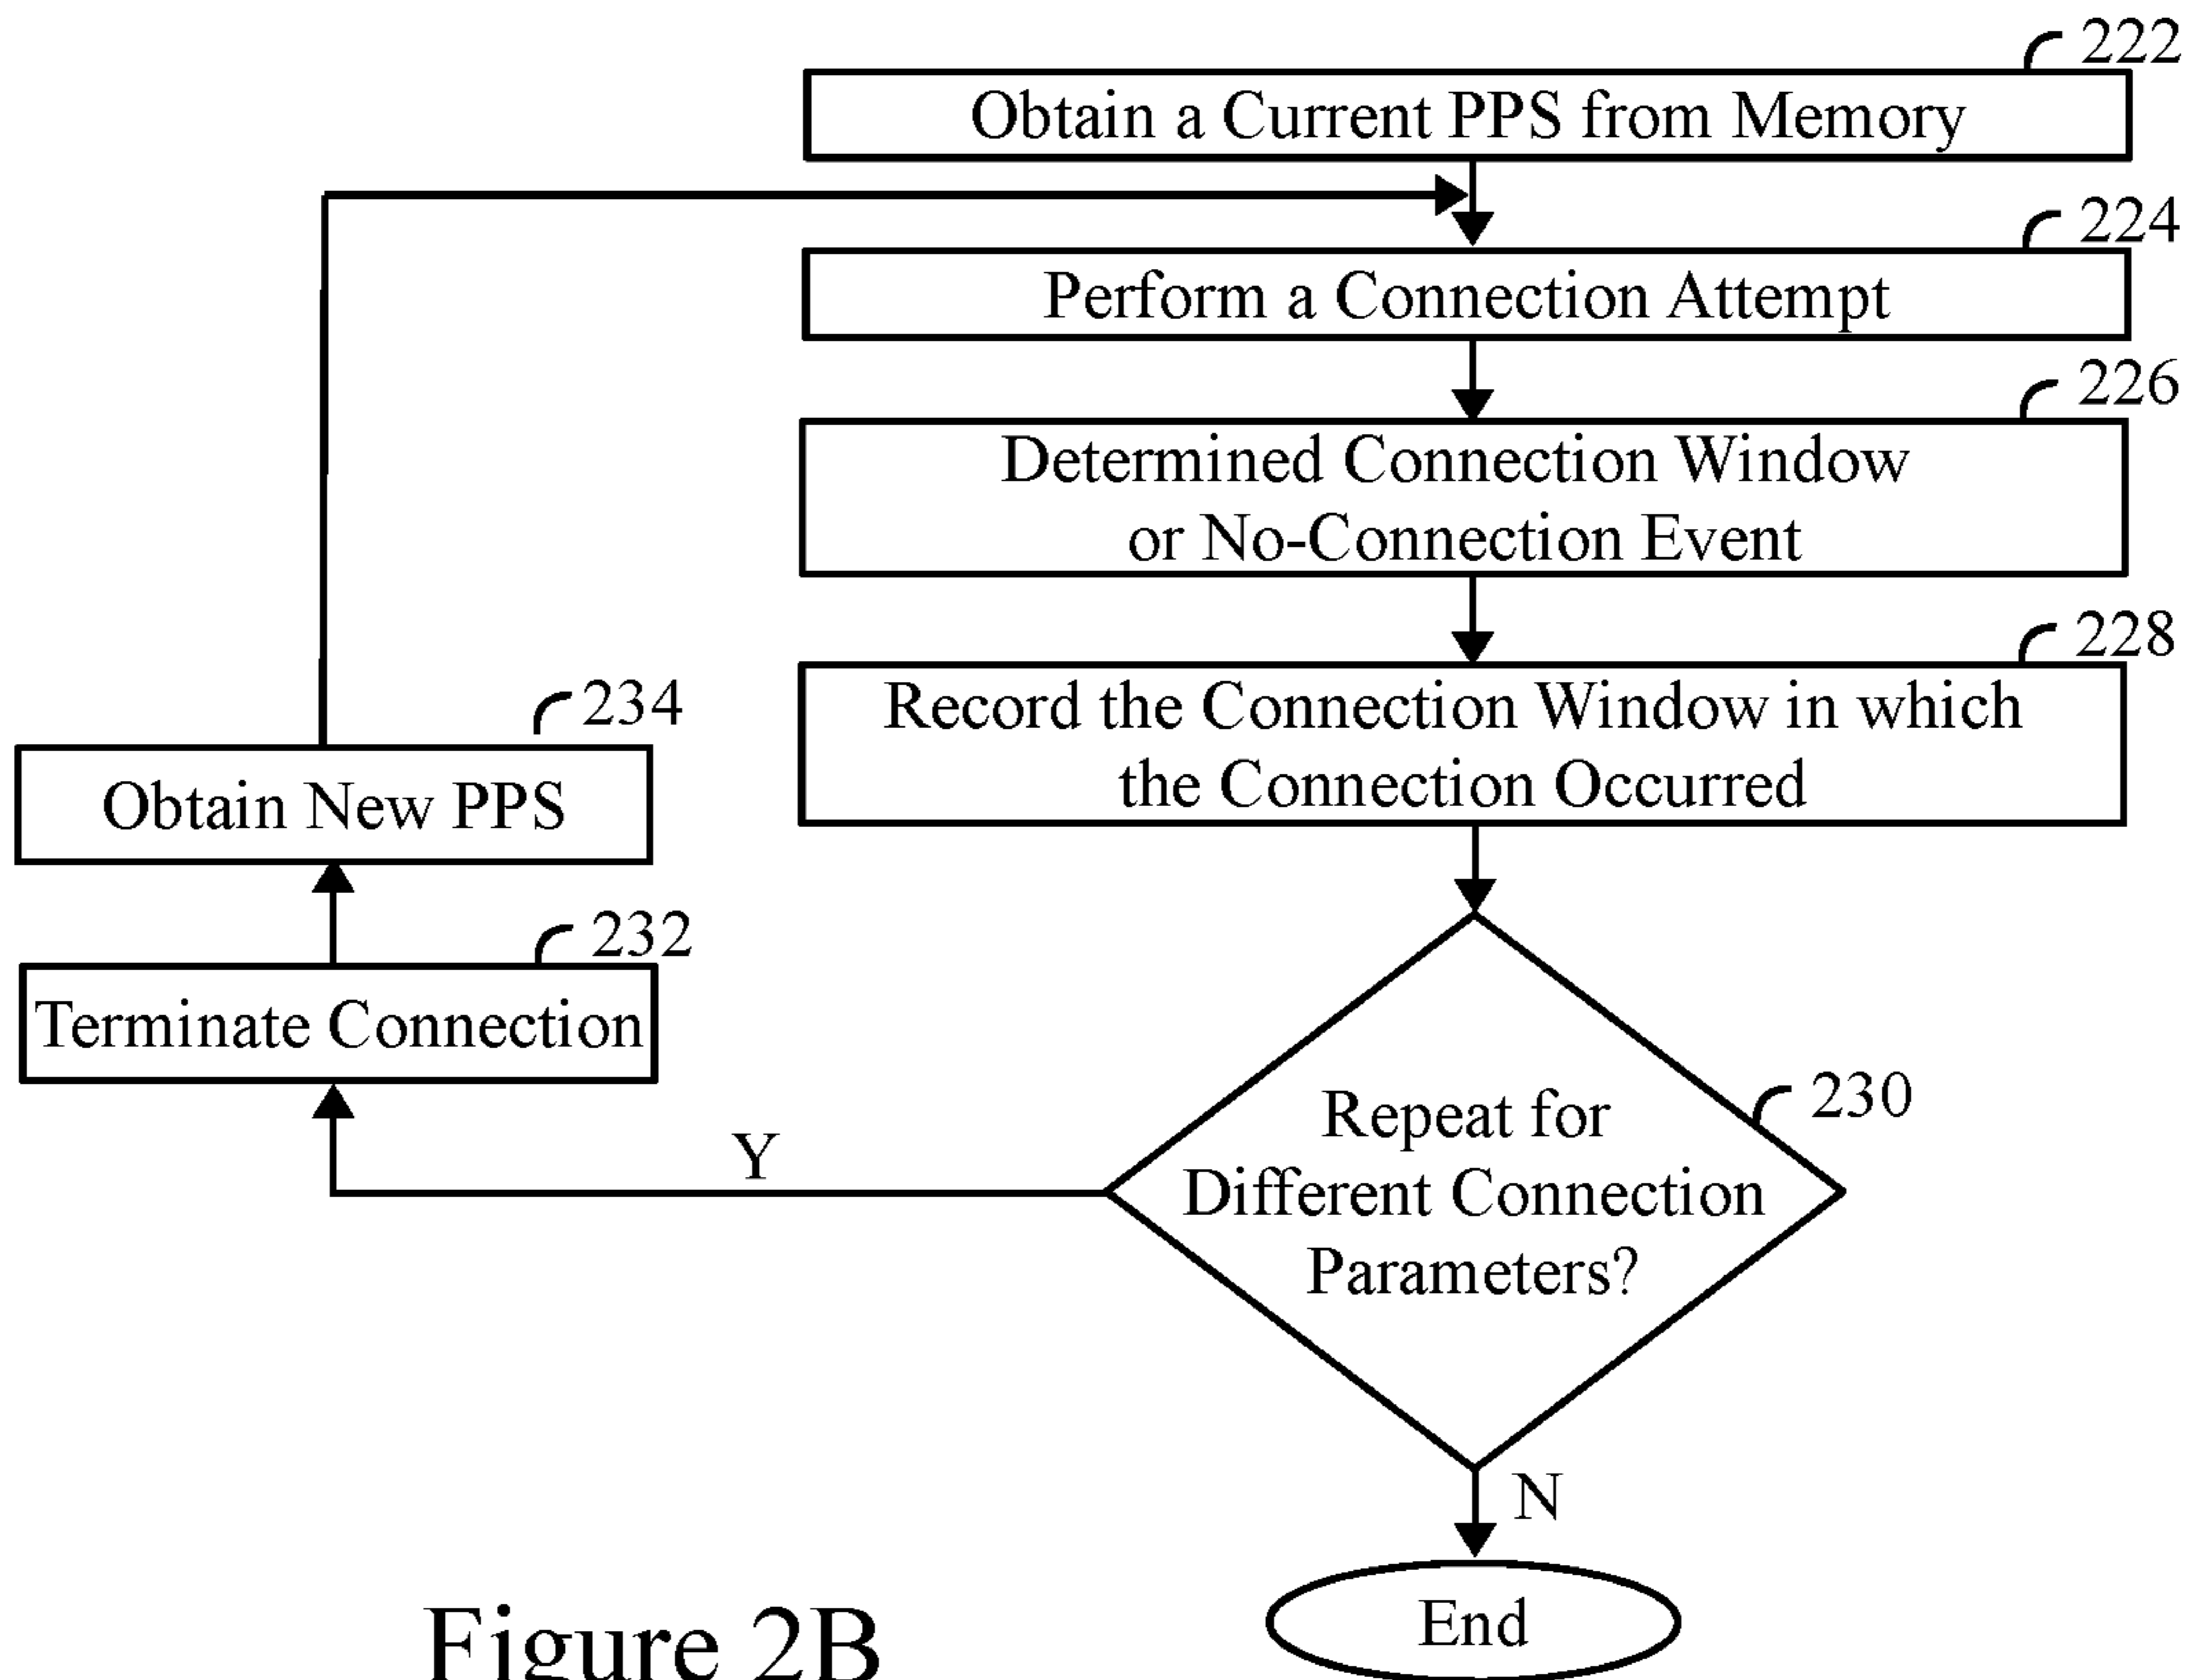 222
Obtain a Current PPS from Memory
224
Perform a Connection Attempt
226
Determined Connection Window
or No-Connection Event
228
Record the Connection Window in which
the Connection Occurred
234
Obtain New PPS
232
Terminate Connection
230
Repeat for
Different Connection
Parameters?
Y
N
End
Figure 2B